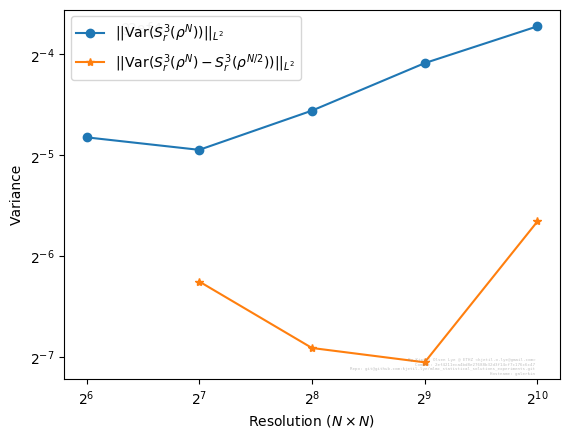 ||Var(S_r^3(ρ^N))||_{L^2}
||Var(S_r^3(ρ^N) − S_r^3(ρ^{N/2}))||_{L^2}
Variance
2^{-4}
2^{-5}
2^{-6}
2^{-7}
2^6
2^7
2^8
2^9
2^{10}
Resolution (N × N)